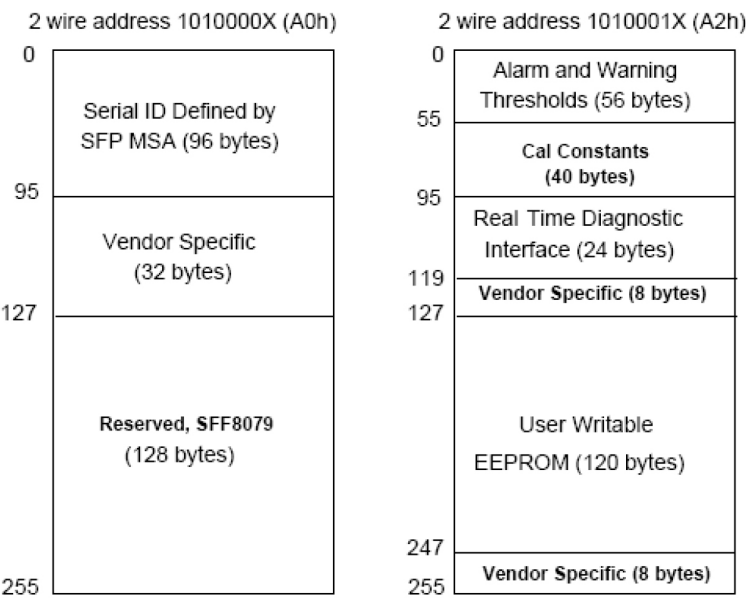 2 wire address 1010000X (A0h)
0
Serial ID Defined by
SFP MSA (96 bytes)
95
Vendor Specific
(32 bytes)
127
Reserved, SFF8079
(128 bytes)
255
2 wire address 1010001X (A2h)
0
Alarm and Warning
Thresholds (56 bytes)
55
Cal Constants
(40 bytes)
95
Real Time Diagnostic
Interface (24 bytes)
119
Vendor Specific (8 bytes)
127
User Writable
EEPROM (120 bytes)
247
Vendor Specific (8 bytes)
255